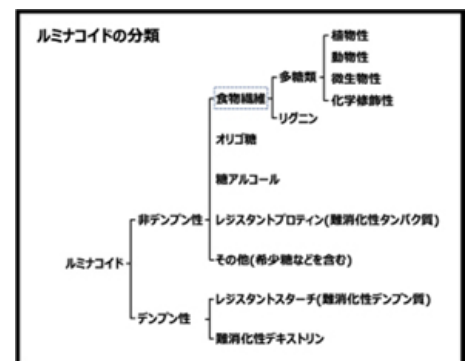 ルミナコイドの分類
植物性
動物性
多糖類
微生物性
食物繊維
化学修飾性
リグニン
オリゴ糖
糖アルコール
非デンプン性
レジスタントプロティン(難消化性タンパク質)
ルミナコイド
その他(希少糖などを含む)
レジスタントスターチ(難消化性デンプン質)
デンプン性
難消化性デキストリン